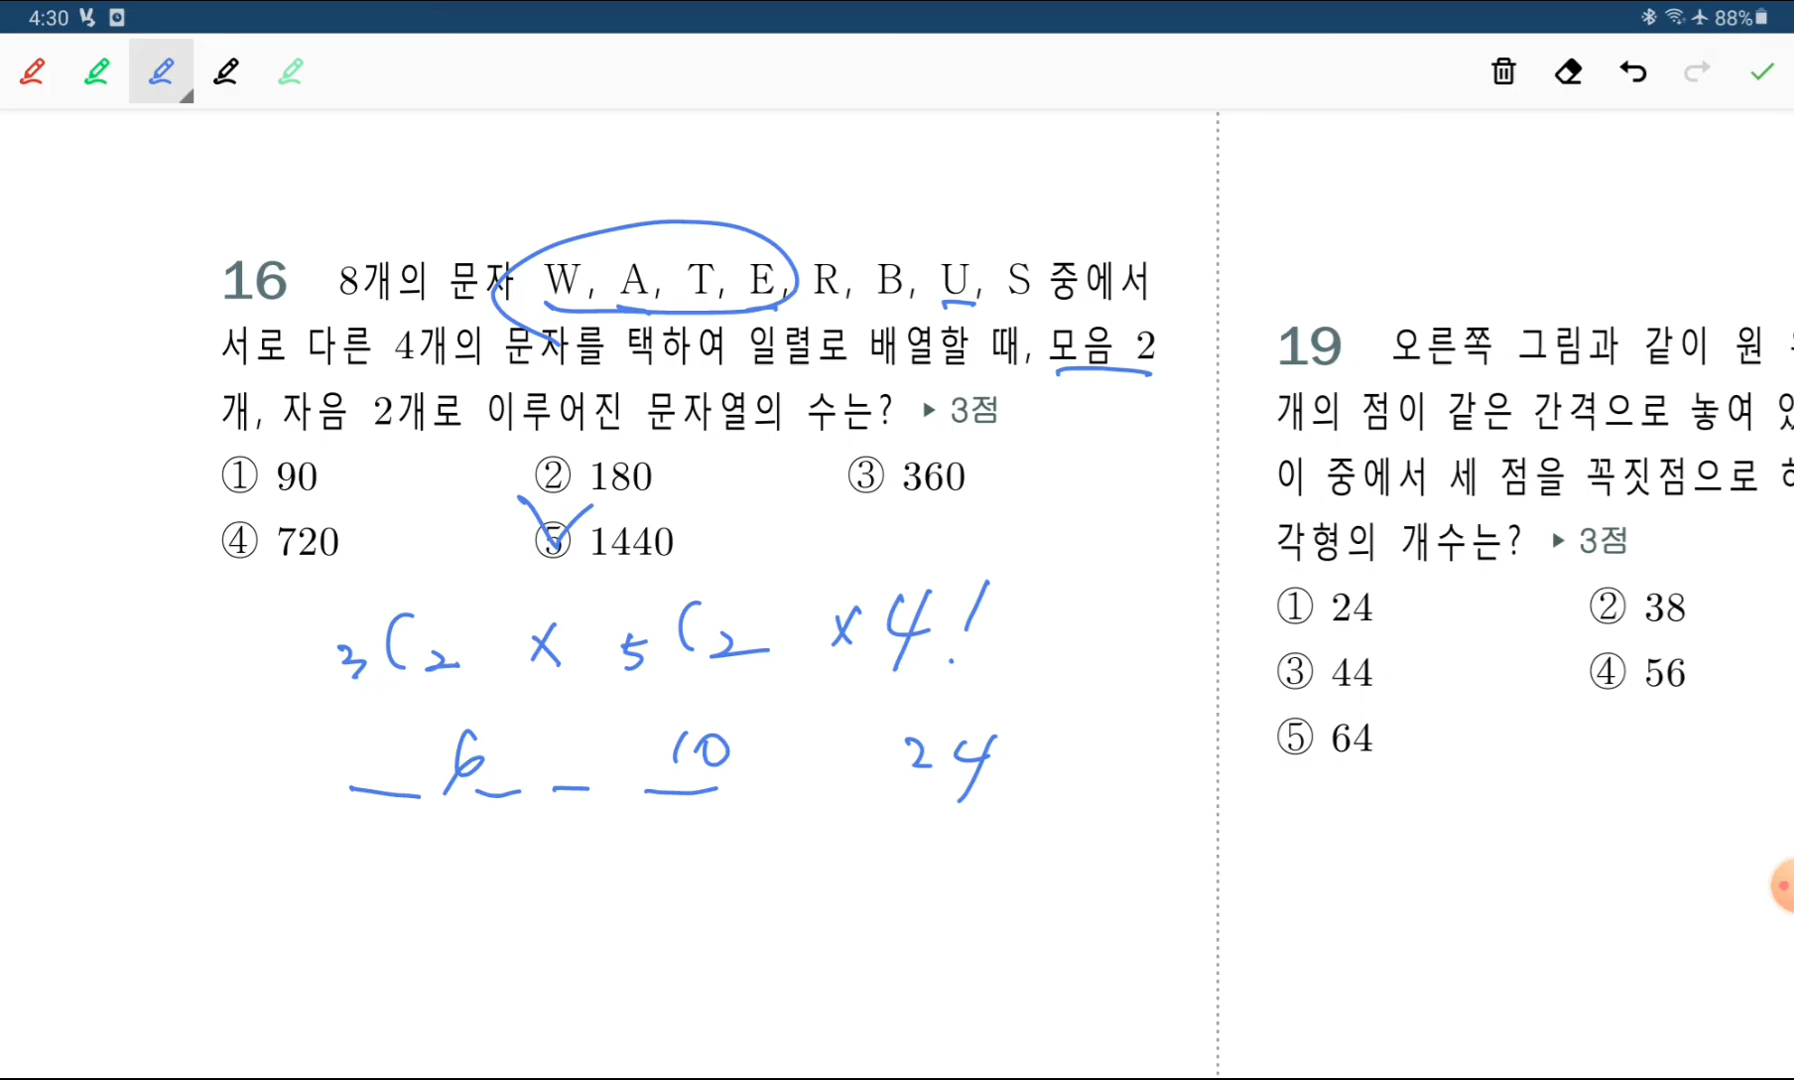 4:30
88%
16 8개의 문자 W, A, T, E, R, B, U, S 중에서
서로 다른 4개의 문자를 택하여 일렬로 배열할 때, 모음 2
개, 자음 2개로 이루어진 문자열의 수는? ▶ 3점
① 90 ② 180 ③ 360
④ 720 ⑤ 1440
3C2 × 5C2 × 4!
6 10 24
19 오른쪽 그림과 같이 원
개의 점이 같은 간격으로 놓여
이 중에서 세 점을 꼭짓점으로
각형의 개수는? ▶ 3점
① 24 ② 38
③ 44 ④ 56
⑤ 64